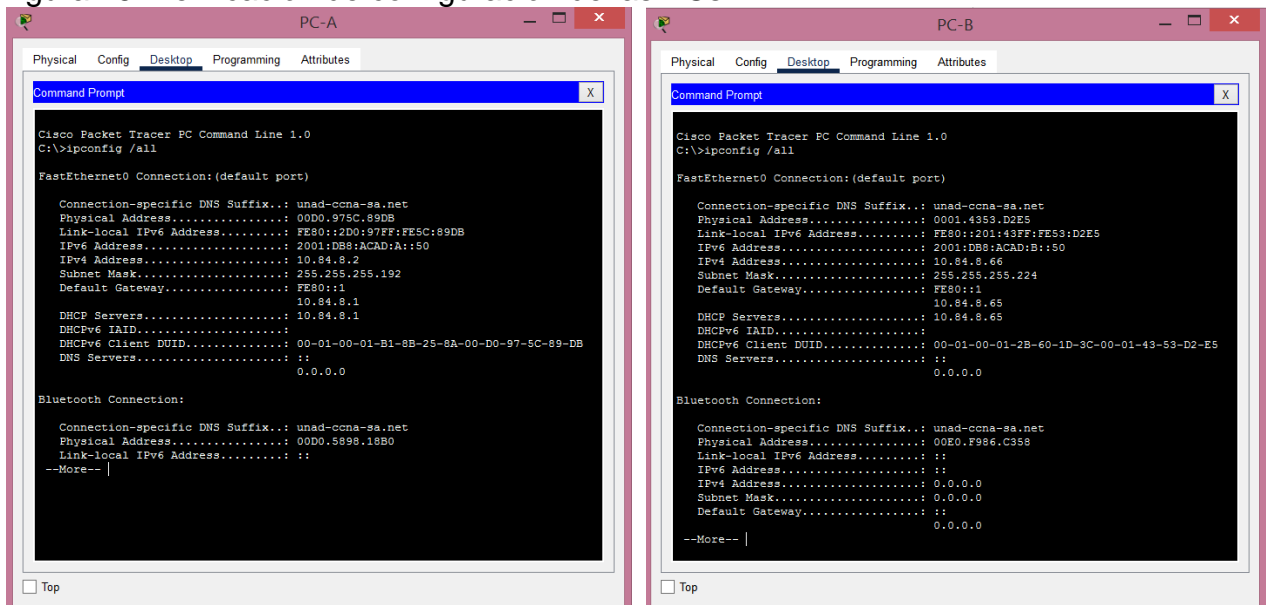 PC-A
Physical Config Desktop Programming Attributes
Command Prompt X
Cisco Packet Tracer PC Command Line 1.0
C:\>ipconfig /all
FastEthernet0 Connection:(default port)
Connection-specific DNS Suffix..: unad-ccna-sa.net
Physical Address................: 00D0.975C.89DB
Link-local IPv6 Address.........: FE80::2D0:97FF:FE5C:89DB
IPv6 Address....................: 2001:DB8:ACAD:A::50
IPv4 Address....................: 10.84.8.2
Subnet Mask.....................: 255.255.255.192
Default Gateway.................: FE80::1
10.84.8.1
DHCP Servers....................: 10.84.8.1
DHCPv6 IAID.....................:
DHCPv6 Client DUID..............: 00-01-00-01-B1-8B-25-8A-00-D0-97-5C-89-DB
DNS Servers.....................: ::
0.0.0.0
Bluetooth Connection:
Connection-specific DNS Suffix..: unad-ccna-sa.net
Physical Address................: 00D0.5898.18B0
Link-local IPv6 Address.........: ::
--More--
Top
PC-B
Physical Config Desktop Programming Attributes
Command Prompt X
Cisco Packet Tracer PC Command Line 1.0
C:\>ipconfig /all
FastEthernet0 Connection:(default port)
Connection-specific DNS Suffix..: unad-ccna-sa.net
Physical Address................: 0001.4353.D2E5
Link-local IPv6 Address.........: FE80::201:43FF:FE53:D2E5
IPv6 Address....................: 2001:DB8:ACAD:B::50
IPv4 Address....................: 10.84.8.66
Subnet Mask.....................: 255.255.255.224
Default Gateway.................: FE80::1
10.84.8.65
DHCP Servers....................: 10.84.8.65
DHCPv6 IAID.....................:
DHCPv6 Client DUID..............: 00-01-00-01-2B-60-1D-3C-00-01-43-53-D2-E5
DNS Servers.....................: ::
0.0.0.0
Bluetooth Connection:
Connection-specific DNS Suffix..: unad-ccna-sa.net
Physical Address................: 00E0.F986.C358
Link-local IPv6 Address.........: ::
IPv6 Address....................: ::
IPv4 Address....................: 0.0.0.0
Subnet Mask.....................: 0.0.0.0
Default Gateway.................: ::
0.0.0.0
--More--
Top